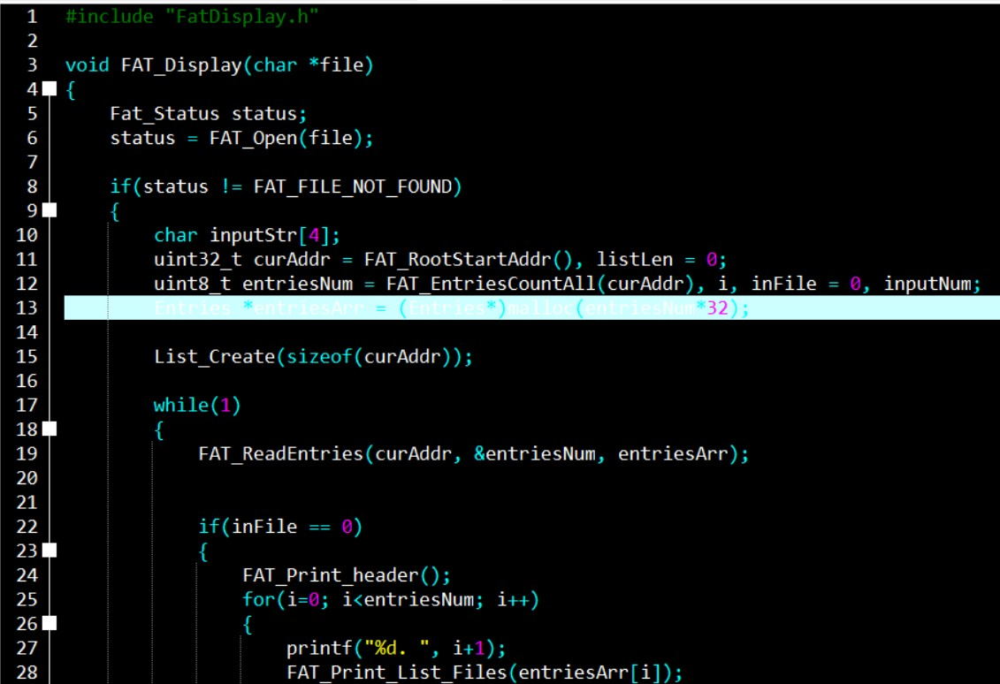 1 #include "FatDisplay.h"
2
3 void FAT_Display(char *file)
4 {
5     Fat_Status status;
6     status = FAT_Open(file);
7
8     if(status != FAT_FILE_NOT_FOUND)
9     {
10         char inputStr[4];
11         uint32_t curAddr = FAT_RootStartAddr(), listLen = 0;
12         uint8_t entriesNum = FAT_EntriesCountAll(curAddr), i, inFile = 0, inputNum;
13         Entries *entriesArr = (Entries*)malloc(entriesNum*32);
14
15         List_Create(sizeof(curAddr));
16
17         while(1)
18         {
19             FAT_ReadEntries(curAddr, &entriesNum, entriesArr);
20
21
22             if(inFile == 0)
23             {
24                 FAT_Print_header();
25                 for(i=0; i<entriesNum; i++)
26                 {
27                     printf("%d. ", i+1);
28                     FAT_Print_List_Files(entriesArr[i]);